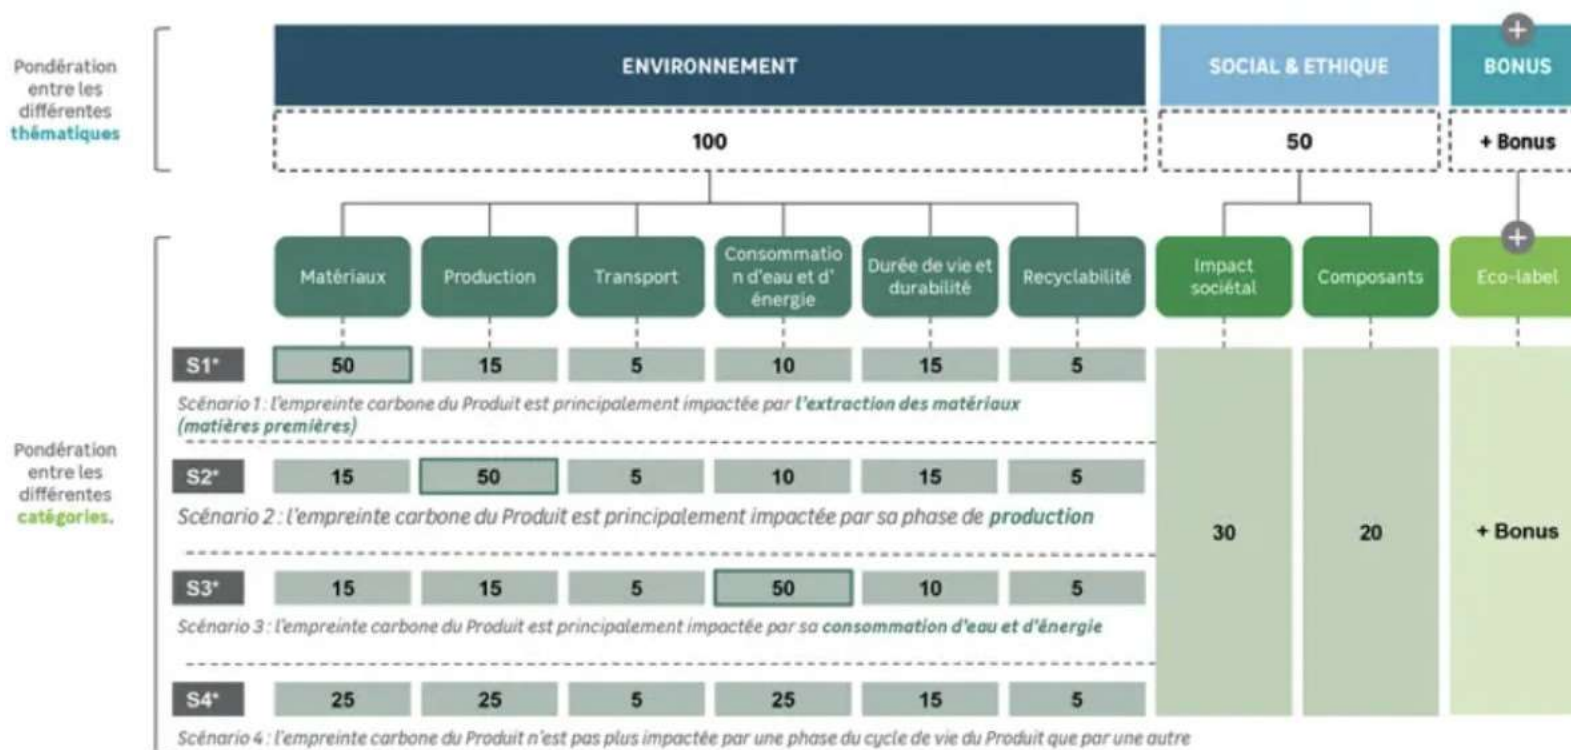 Pondération
entre les
différentes
thématiques
ENVIRONNEMENT
SOCIAL & ETHIQUE
+
BONUS
100
50
+ Bonus
Matériaux
Production
Transport
Consommatio
n d'eau et d'
énergie
Durée de vie et
durabilité
Recyclabilité
Impact
sociétal
Composants
+
Eco-label
Pondération
entre les
différentes
catégories.
S1* 50 15 5 10 15 5
Scénario 1 : l'empreinte carbone du Produit est principalement impactée par l'extraction des matériaux
(matières premières)
S2* 15 50 5 10 15 5
Scénario 2 : l'empreinte carbone du Produit est principalement impactée par sa phase de production
30 20 + Bonus
S3* 15 15 5 50 10 5
Scénario 3 : l'empreinte carbone du Produit est principalement impactée par sa consommation d'eau et d'énergie
S4* 25 25 5 25 15 5
Scénario 4 : l'empreinte carbone du Produit n'est pas plus impactée par une phase du cycle de vie du Produit que par une autre